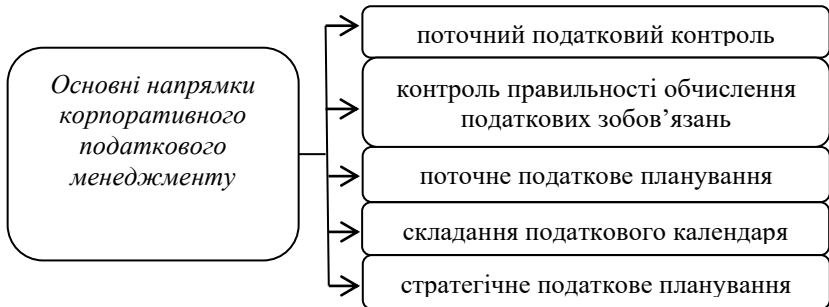 Основні напрямки
корпоративного
податкового
менеджменту
поточний податковий контроль
контроль правильності обчислення
податкових зобов’язань
поточне податкове планування
складання податкового календаря
стратегічне податкове планування